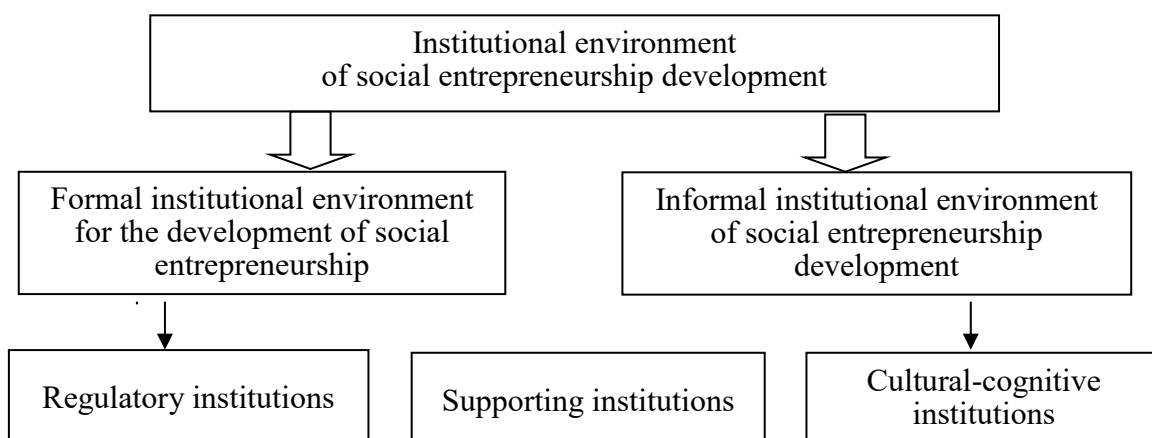 Institutional environment
of social entrepreneurship development
Formal institutional environment
for the development of social
entrepreneurship
Informal institutional environment
of social entrepreneurship
development
Regulatory institutions
Supporting institutions
Cultural-cognitive
institutions